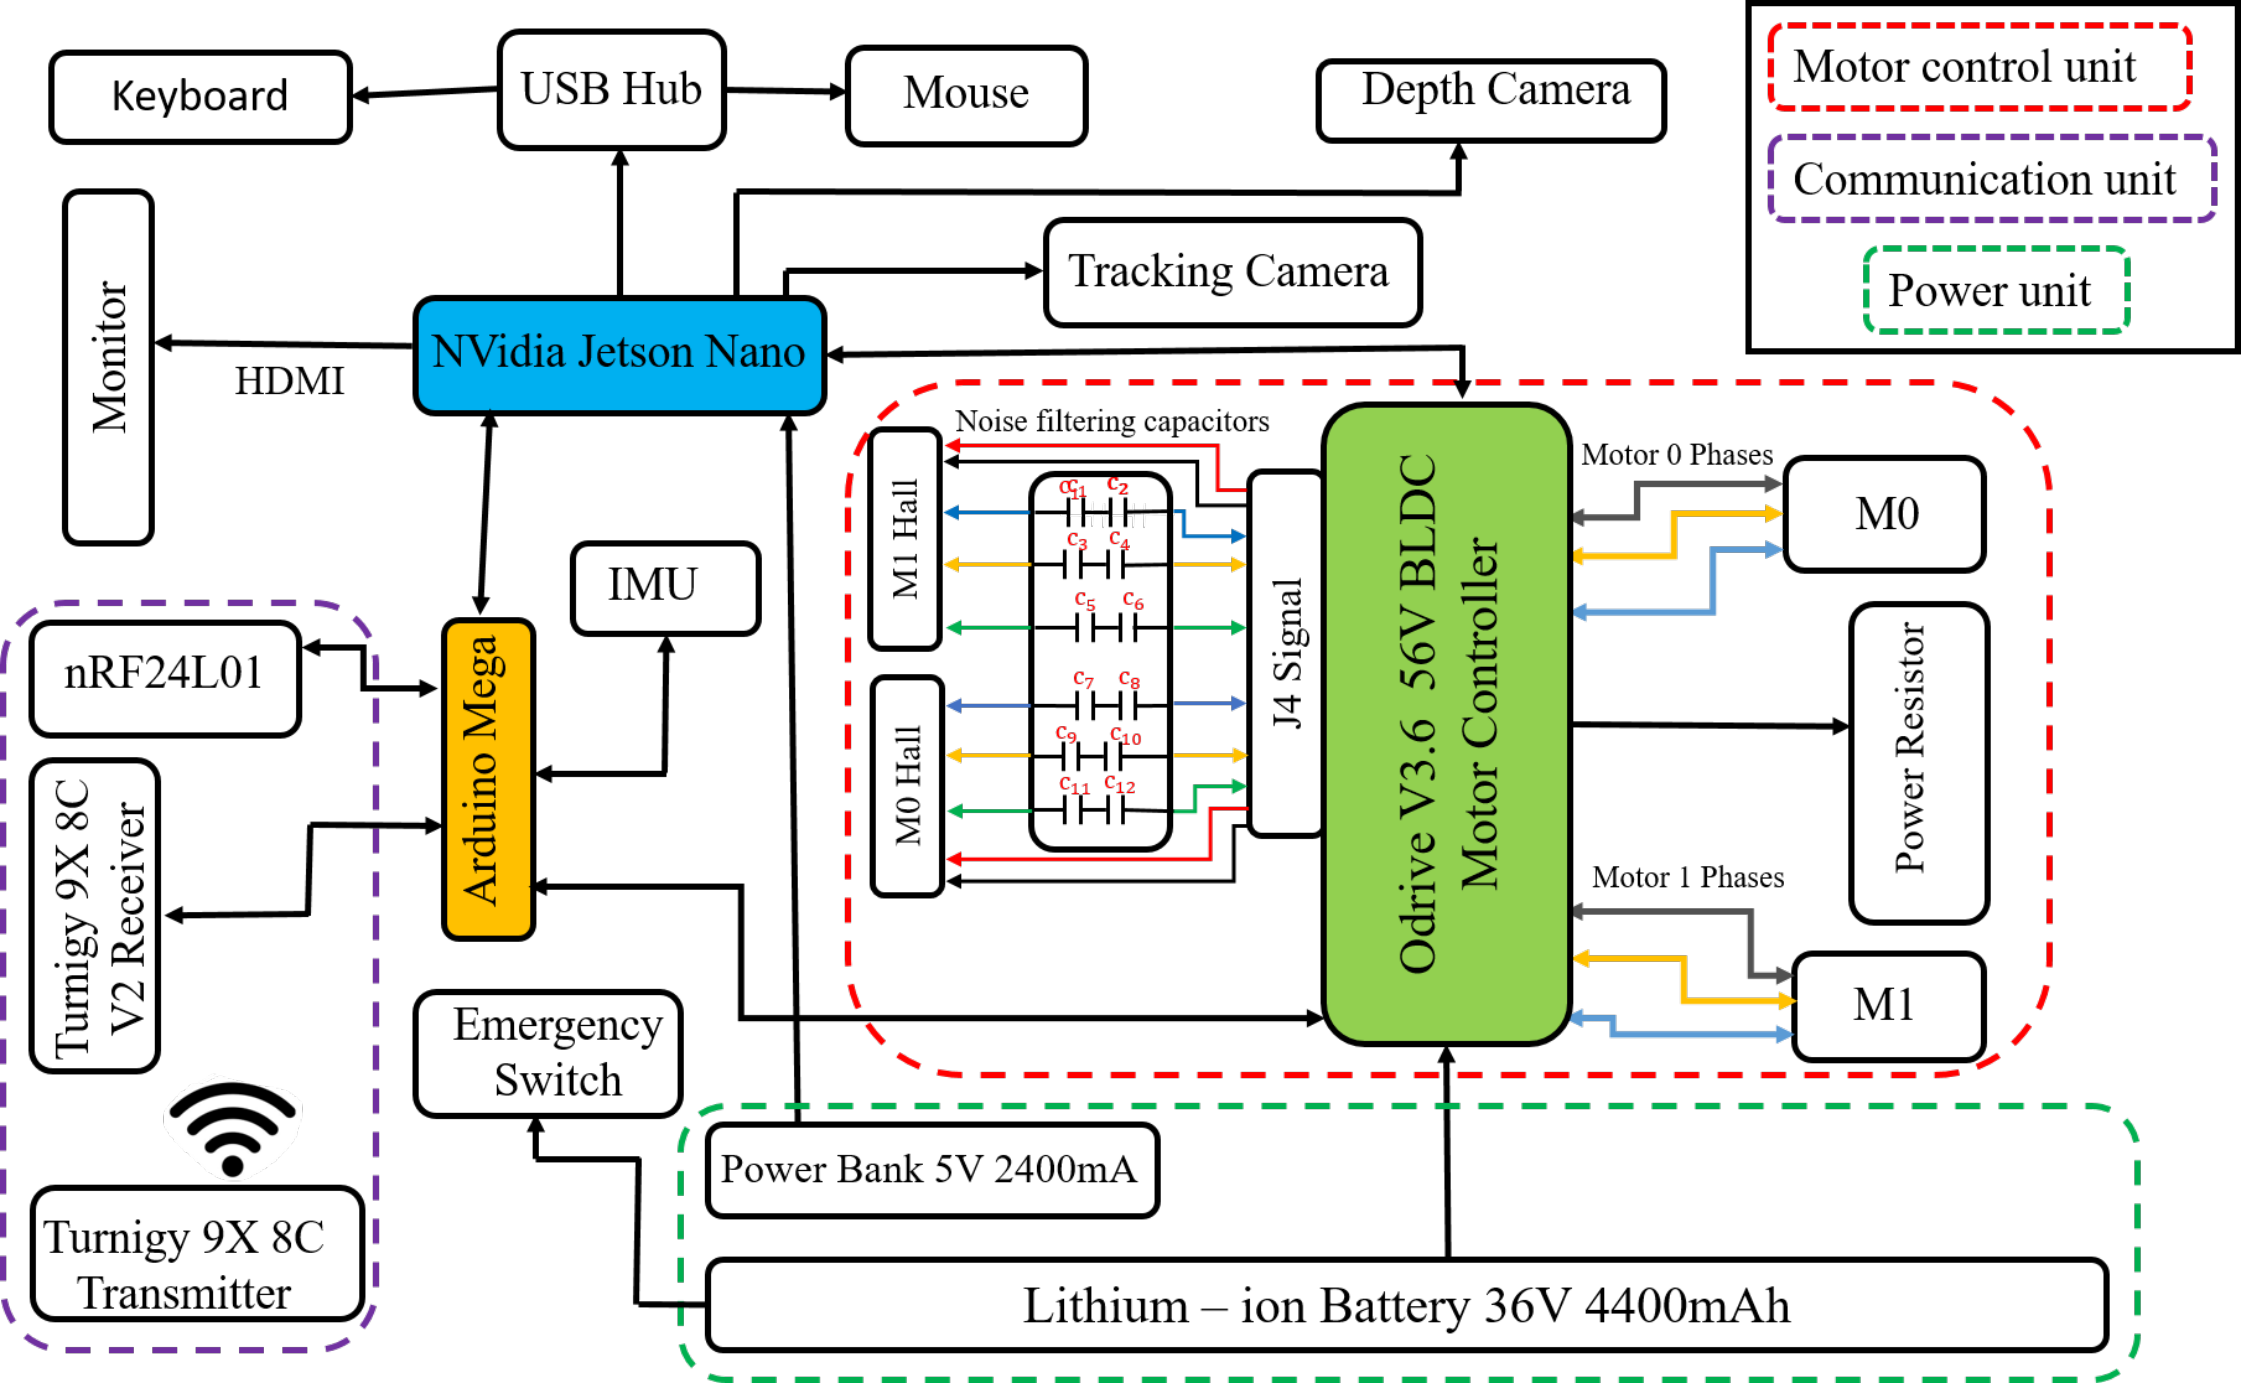 Keyboard
USB Hub
Mouse
Depth Camera
Motor control unit
Communication unit
Power unit
Tracking Camera
Monitor
HDMI
NVidia Jetson Nano
Noise filtering capacitors
M1 Hall
C1
C2
C3
C4
C5
C6
C7
C8
C9
C10
C11
C12
M0 Hall
J4 Signal
Odrive V3.6 56V BLDC
Motor Controller
Motor 0 Phases
M0
Power Resistor
Motor 1 Phases
M1
IMU
nRF24L01
Arduino Mega
Turnigy 9X 8C
V2 Receiver
Emergency
Switch
Turnigy 9X 8C
Transmitter
Power Bank 5V 2400mA
Lithium – ion Battery 36V 4400mAh